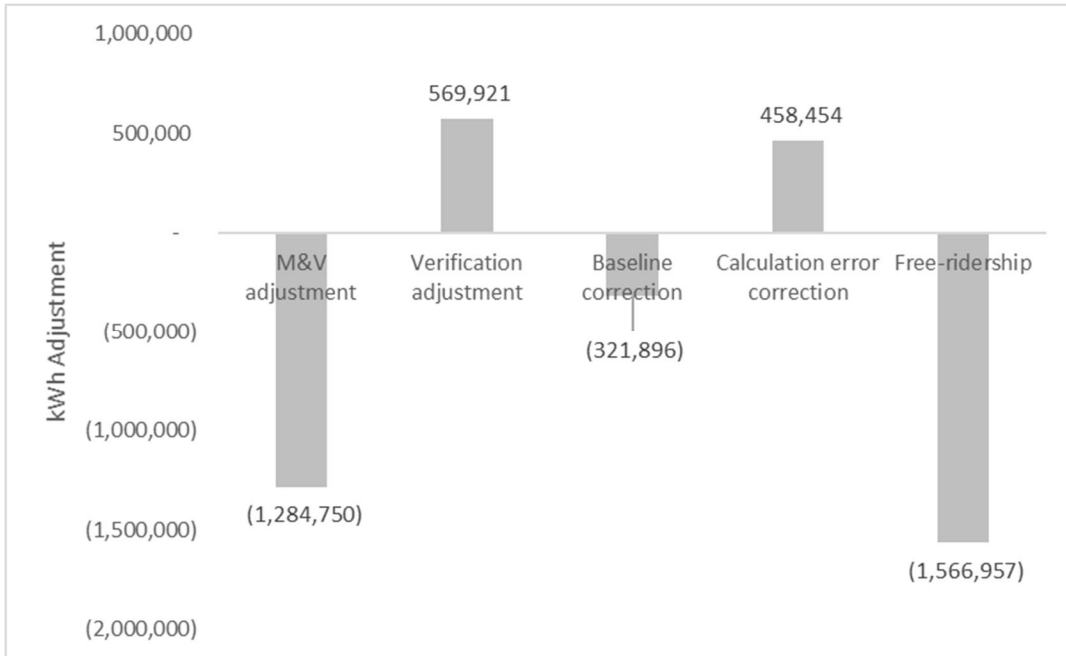 1,000,000
569,921
458,454
500,000
kWh Adjustment
-
M&V
adjustment
Verification
adjustment
Baseline
correction
Calculation error
correction
Free-ridership
(500,000)
(321,896)
(1,000,000)
(1,284,750)
(1,500,000)
(1,566,957)
(2,000,000)